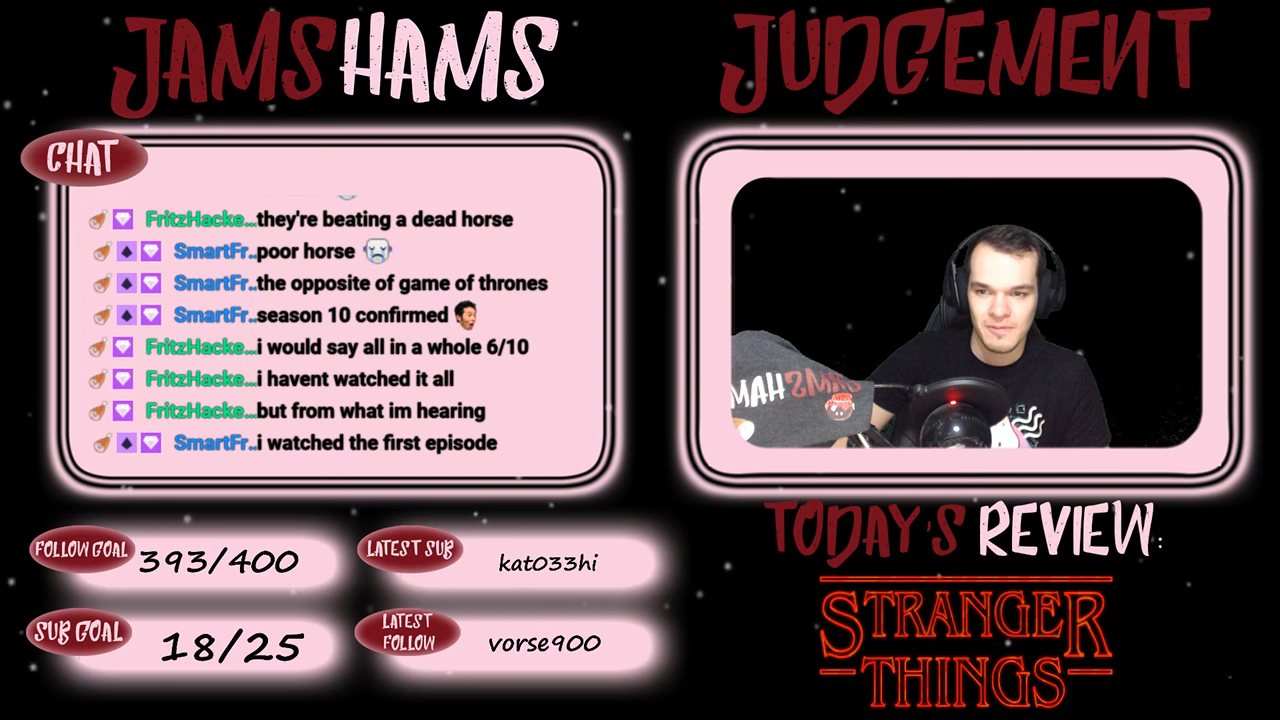 JAMSHAMS
JUDGEMENT
CHAT
FritzHacke...they're beating a dead horse
SmartFr..poor horse
SmartFr..the opposite of game of thrones
SmartFr..season 10 confirmed
FritzHacke...i would say all in a whole 6/10
FritzHacke...i havent watched it all
FritzHacke...but from what im hearing
SmartFr..i watched the first episode
MAHSMAJ
TODAY'S REVIEW:
FOLLOW GOAL 393/400
LATEST SUB kat033hi
SUB GOAL 18/25
LATEST
FOLLOW
vorse900
STRANGER
THINGS